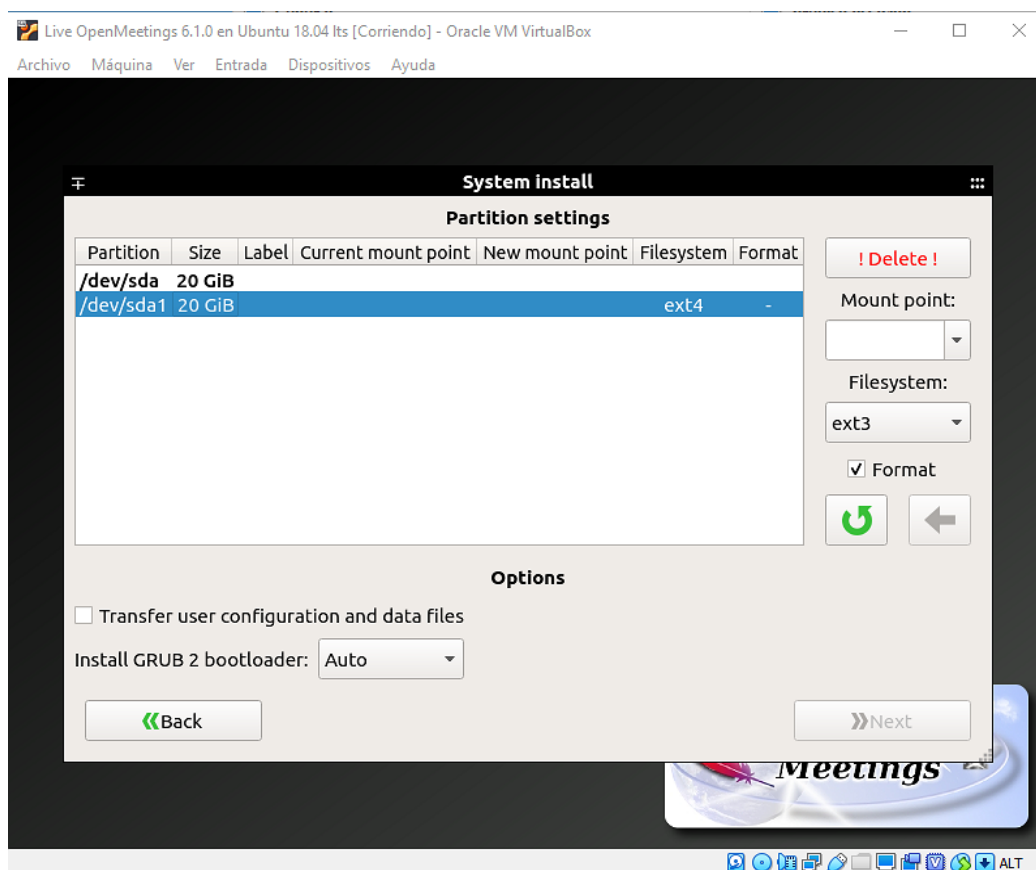 Live OpenMeetings 6.1.0 en Ubuntu 18.04 lts [Corriendo] - Oracle VM VirtualBox
Archivo Máquina Ver Entrada Dispositivos Ayuda
System install
Partition settings
Partition Size Label Current mount point New mount point Filesystem Format
/dev/sda 20 GiB
/dev/sda1 20 GiB ext4 -
! Delete !
Mount point:
Filesystem:
ext3
Format
Options
Transfer user configuration and data files
Install GRUB 2 bootloader: Auto
Back
Next
Meetings
ALT